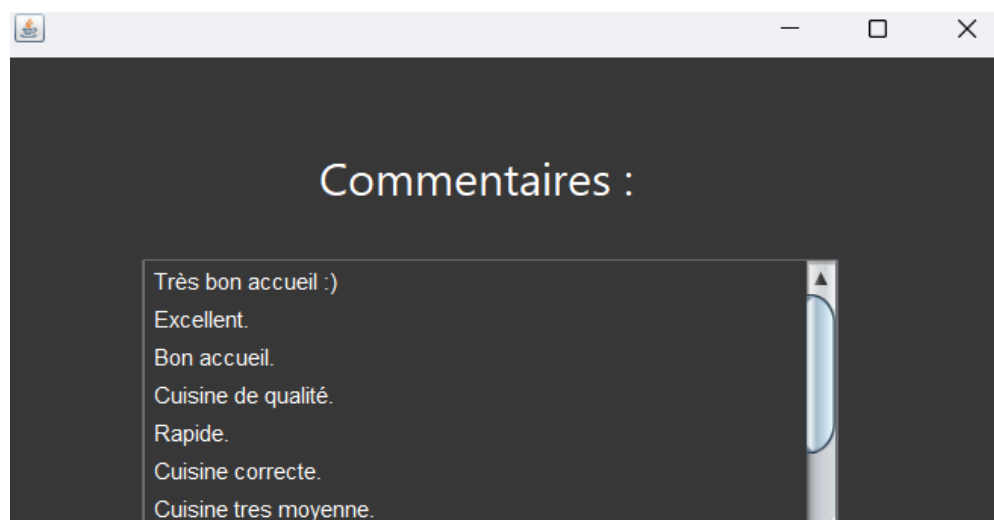 Commentaires :
Très bon accueil :)
Excellent.
Bon accueil.
Cuisine de qualité.
Rapide.
Cuisine correcte.
Cuisine tres moyenne.